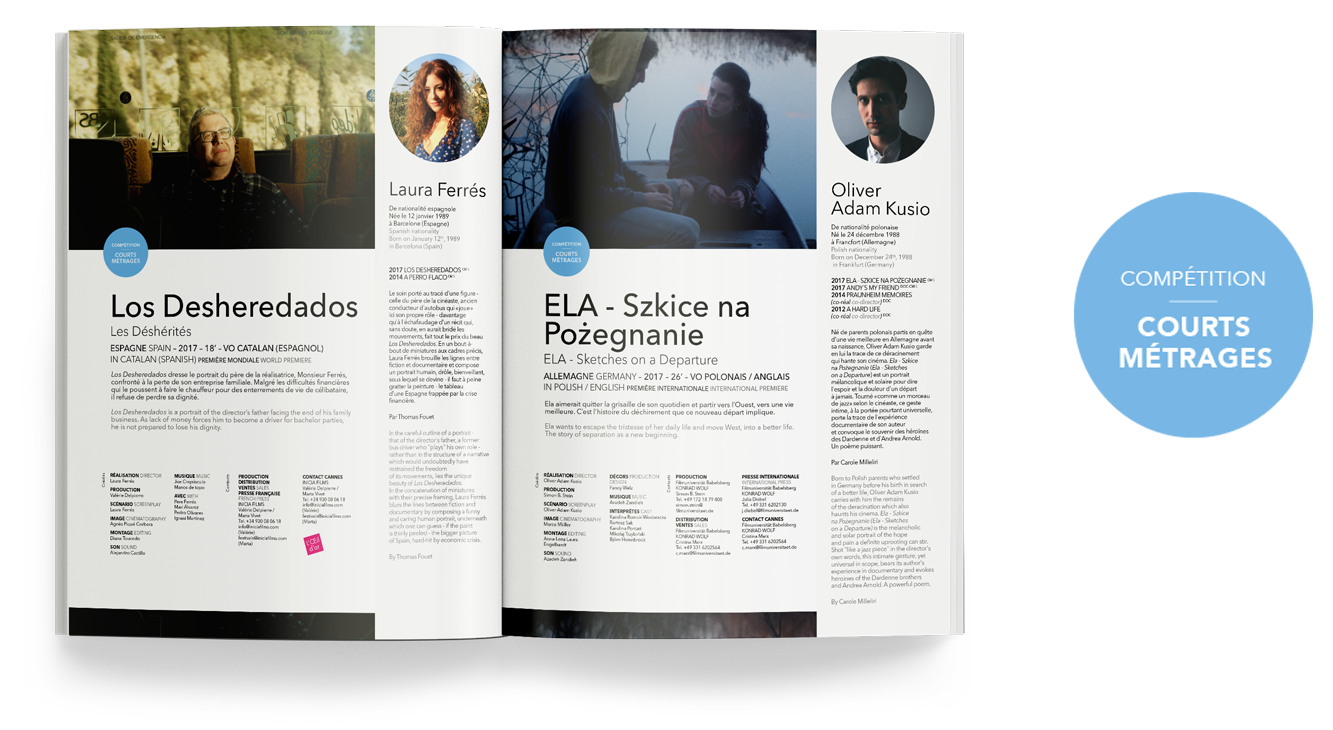 COMPÉTITION
COURTS
MÉTRAGES
Los Desheredados
Les Déshérités
ESPAGNE SPAIN – 2017 – 18' – VO CATALAN (ESPAGNOL)
IN CATALAN (SPANISH) PREMIÈRE MONDIALE WORLD PREMIERE
Los Desheredados dresse le portrait du père de la réalisatrice, Monsieur Ferrés,
confronté à la perte de son entreprise familiale. Malgré les difficultés financières
qui le poussent à faire le chauffeur pour des enterrements de vie de célibataire,
il refuse de perdre sa dignité.
Los Desheredados is a portrait of the director's father facing the end of his family
business. As lack of money forces him to become a driver for bachelor parties,
he is not prepared to lose his dignity.
Crédits
RÉALISATION DIRECTOR
Laura Ferrés
PRODUCTION
Valérie Delpierre
SCÉNARIO SCREENPLAY
Laura Ferrés
IMAGE CINEMATOGRAPHY
Agnès Piqué Corbera
MONTAGE EDITING
Diana Toucedo
SON SOUND
Alejandro Castillo
MUSIQUE MUSIC
Joe Crepúsculo
Manos de topo
AVEC WITH
Pere Ferrés
Maxi Álvarez
Pedro Olivares
Ignasi Martínez
Contacts
PRODUCTION
DISTRIBUTION
VENTES SALES
PRESSE FRANÇAISE
FRENCH PRESS
INICIA FILMS
Valérie Delpierre /
Marta Vivet
Tel. +34 930 08 06 18
info@iniciafilms.com
(Valérie)
festivals@iniciafilms.com
(Marta)
CONTACT CANNES
INICIA FILMS
Valérie Delpierre /
Marta Vivet
Tel. +34 930 08 06 18
info@iniciafilms.com
(Valérie)
festivals@iniciafilms.com
(Marta)
L'Œil
d'or
Laura Ferrés
De nationalité espagnole
Née le 12 janvier 1989
à Barcelone (Espagne)
Spanish nationality
Born on January 12th, 1989
in Barcelona (Spain)
2017 LOS DESHEREDADOS CM
2014 A PERRO FLACO CM
Le soin porté au tracé d'une figure -
celle du père de la cinéaste, ancien
conducteur d'autobus qui «joue»
ici son propre rôle - davantage
qu'à l'échafaudage d'un récit qui,
sans doute, en aurait bridé les
mouvements, fait tout le prix du beau
Los Desheredados. En un bout-à-
bout de miniatures aux cadres précis,
Laura Ferrés brouille les lignes entre
fiction et documentaire et compose
un portrait humain, drôle, bienveillant,
sous lequel se devine - il faut à peine
gratter la peinture - le tableau
d'une Espagne frappée par la crise
financière.
Par Thomas Fouet
In the careful outline of a portrait -
that of the director's father, a former
bus driver who "plays" his own role -
rather than in the structure of a narrative
which would undoubtedly have
restrained the freedom
of its movements, lies the unique
beauty of Los Desheredados.
In the concatenation of miniatures
with their precise framing, Laura Ferrés
blurs the lines between fiction and
documentary by composing a funny
and caring human portrait, underneath
which one can guess - if the paint
is thinly peeled - the bigger picture
of Spain, hard-hit by economic crisis.
By Thomas Fouet
COMPÉTITION
COURTS
MÉTRAGES
ELA - Szkice na
Pożegnanie
ELA - Sketches on a Departure
ALLEMAGNE GERMANY – 2017 – 26' – VO POLONAIS / ANGLAIS
IN POLISH / ENGLISH PREMIÈRE INTERNATIONALE INTERNATIONAL PREMIERE
Ela aimerait quitter la grisaille de son quotidien et partir vers l'Ouest, vers une vie
meilleure. C'est l'histoire du déchirement que ce nouveau départ implique.
Ela wants to escape the tristesse of her daily life and move West, into a better life.
The story of separation as a new beginning.
Crédits
RÉALISATION DIRECTOR
Oliver Adam Kusio
PRODUCTION
Simon B. Stein
SCÉNARIO SCREENPLAY
Oliver Adam Kusio
IMAGE CINEMATOGRAPHY
Marco Müller
MONTAGE EDITING
Anna-Lena Laura
Engelhardt
SON SOUND
Azadeh Zandieh
DÉCORS PRODUCTION
DESIGN
Fancy Welz
MUSIQUE MUSIC
Azadeh Zandieh
INTERPRÈTES CAST
Bartosz Sak
Karolina Porcari
Contacts
PRODUCTION
Filmuniversität Babelsberg
KONRAD WOLF
Simon B. Stein
DISTRIBUTION
VENTES SALES
Filmuniversität Babelsberg
KONRAD WOLF
Cristina Marx
Tel. +49 331 6202564
c.marx@filmuniversitaet.de
PRESSE INTERNATIONALE
INTERNATIONAL PRESS
Filmuniversität Babelsberg
KONRAD WOLF
CONTACT CANNES
Filmuniversität Babelsberg
KONRAD WOLF
Cristina Marx
Tel. +49 331 6202564
c.marx@filmuniversitaet.de
Oliver
Adam Kusio
De nationalité polonaise
Né le 24 décembre 1988
à Francfort (Allemagne)
Polish nationality
Born on December 24th, 1988
in Frankfurt (Germany)
2017 ELA - SZKICE NA POŻEGNANIE CM
2017 ANDY'S MY FRIEND DOC CM
2014 PRAUNHEIM MEMOIRES
(co-réal co-director) DOC
2012 A HARD LIFE
(co-réal co-director) DOC
Né de parents polonais partis en quête
d'une vie meilleure en Allemagne avant
sa naissance, Oliver Adam Kusio garde
en lui la trace de ce déracinement
qui hante son cinéma. Ela - Szkice
na Pożegnanie (Ela - Sketches
on a Departure) est un portrait
mélancolique et solaire pour dire
l'espoir et la douleur d'un départ
à jamais. Tourné «comme un morceau
de jazz» selon le cinéaste, ce geste
intime, à la portée pourtant universelle,
porte la trace de l'expérience
documentaire de son auteur
et convoque le souvenir des héroïnes
des Dardenne et d'Andrea Arnold.
Un poème puissant.
Par Carole Milleliri
Born to Polish parents who settled
in Germany before his birth in search
of a better life, Oliver Adam Kusio
carries with him the remains
of the deracination which also
haunts his cinema. Ela - Szkice
na Pożegnanie (Ela - Sketches
on a Departure) is the melancholic
and solar portrait of the hope
and pain a definite uprooting can stir.
Shot "like a jazz piece" in the director's
own words, this intimate gesture, yet
universal in scope, bears its author's
experience in documentary and evokes
heroines of the Dardenne brothers
and Andrea Arnold. A powerful poem.
By Carole Milleliri
COMPÉTITION
COURTS
MÉTRAGES